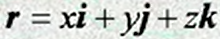 r = xi + yj + zk